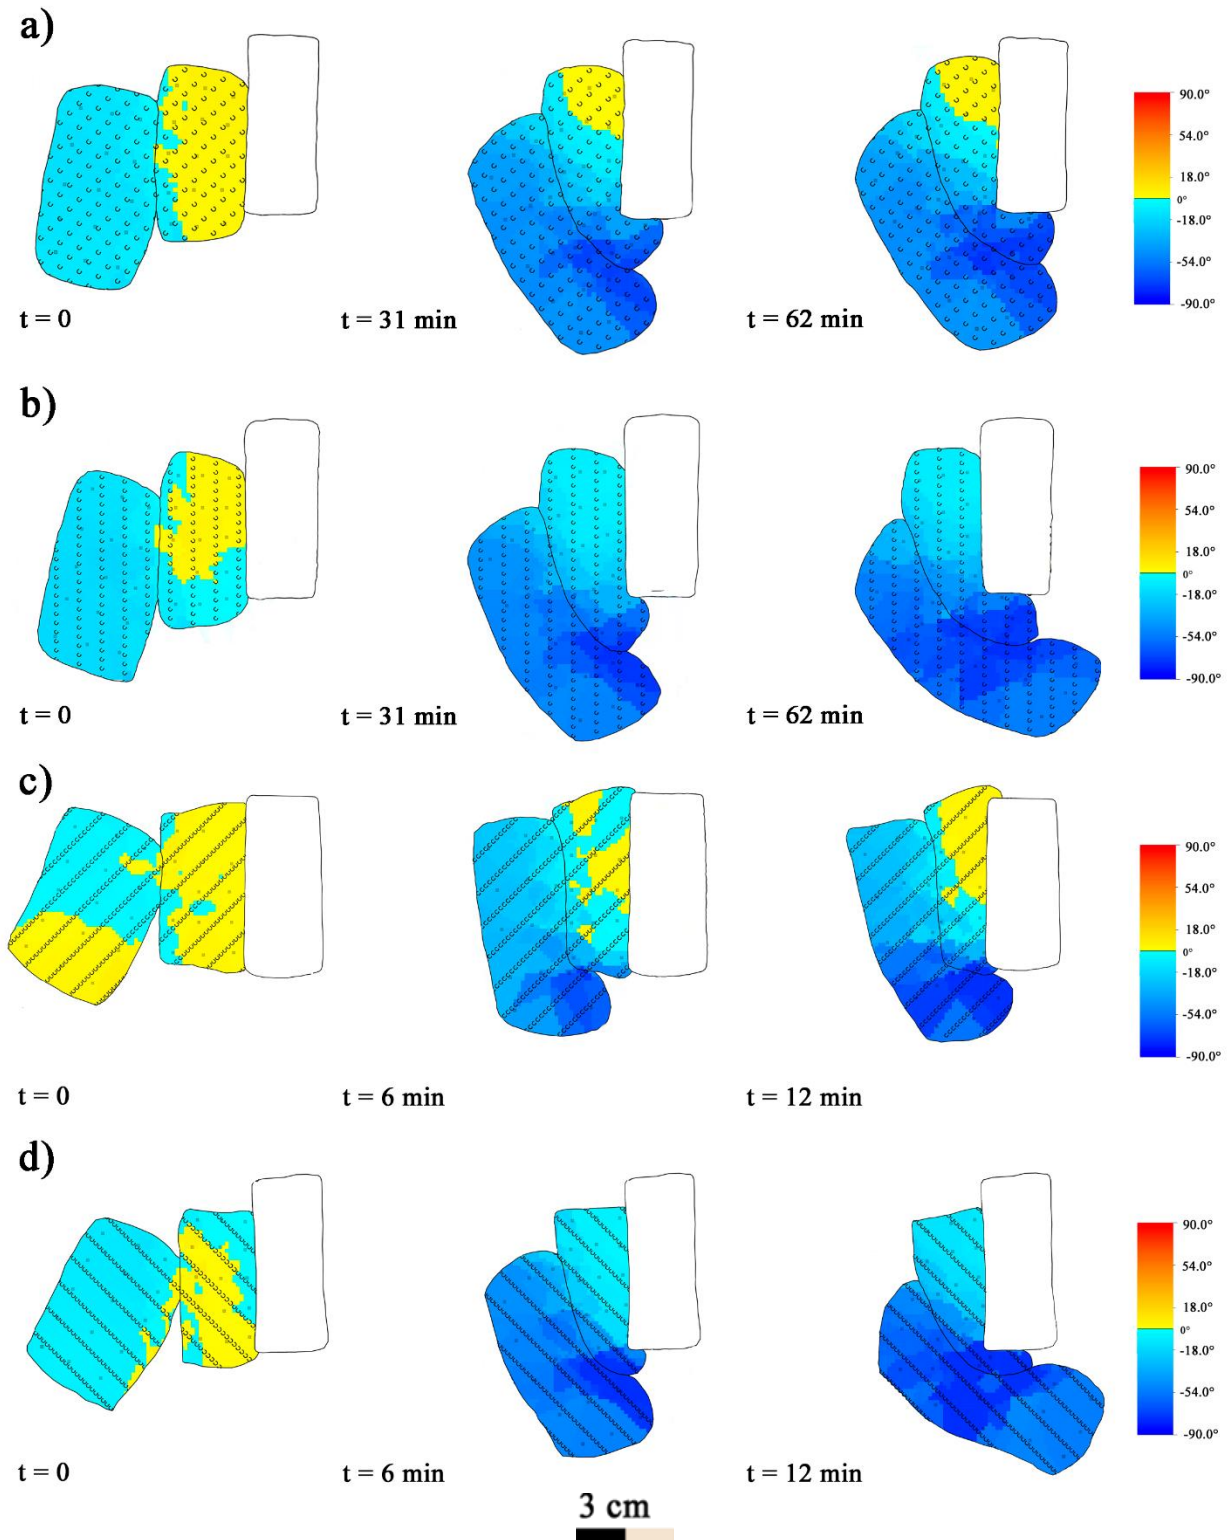 a)
90.0°
54.0°
18.0°
0°
-18.0°
-54.0°
-90.0°
t = 0
t = 31 min
t = 62 min
b)
90.0°
54.0°
18.0°
0°
-18.0°
-54.0°
-90.0°
t = 0
t = 31 min
t = 62 min
c)
90.0°
54.0°
18.0°
0°
-18.0°
-54.0°
-90.0°
t = 0
t = 6 min
t = 12 min
d)
90.0°
54.0°
18.0°
0°
-18.0°
-54.0°
-90.0°
t = 0
t = 6 min
t = 12 min
3 cm